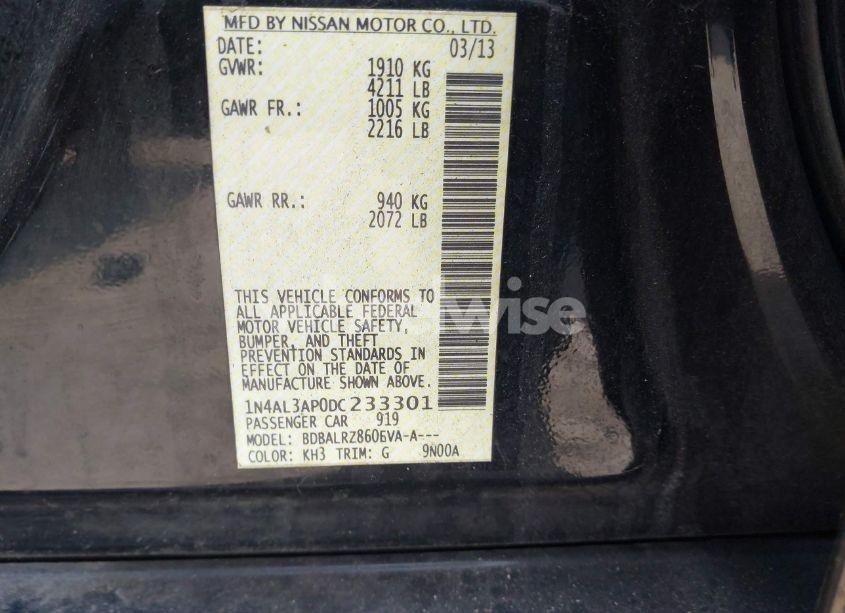 MFD BY NISSAN MOTOR CO., LTD.
DATE: 03/13
GVWR: 1910 KG
4211 LB
GAWR FR.: 1005 KG
2216 LB
GAWR RR.: 940 KG
2072 LB
THIS VEHICLE CONFORMS TO
ALL APPLICABLE FEDERAL
MOTOR VEHICLE SAFETY,
BUMPER, AND THEFT
PREVENTION STANDARDS IN
EFFECT ON THE DATE OF
MANUFACTURE SHOWN ABOVE.
1N4AL3AP0DC233301
PASSENGER CAR 919
MODEL: BDBALRZ860EVA-A---
COLOR: KH3 TRIM: G 9N00A